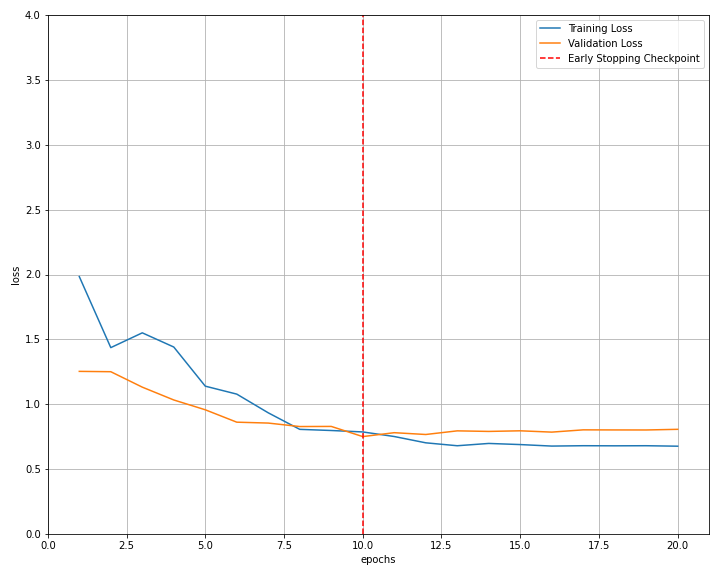 Training Loss
Validation Loss
Early Stopping Checkpoint
4.0
3.5
3.0
2.5
2.0
1.5
1.0
0.5
0.0
loss
0.0 2.5 5.0 7.5 10.0 12.5 15.0 17.5 20.0
epochs